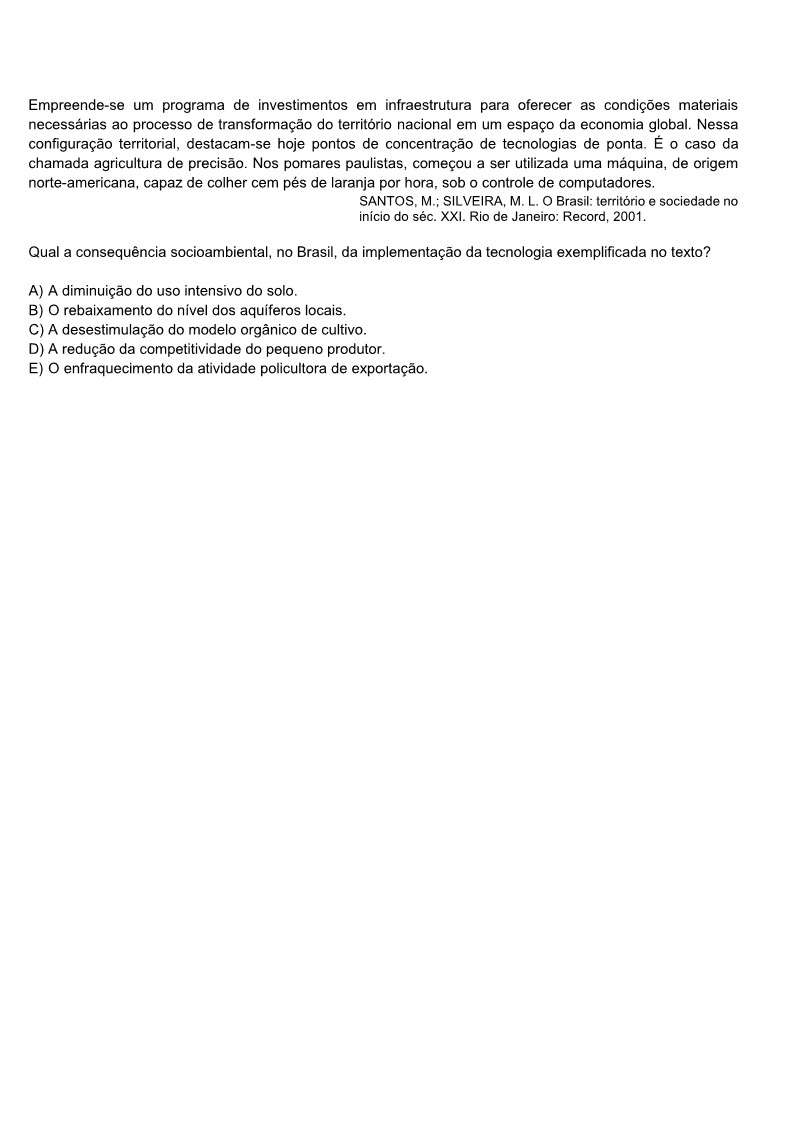 Empreende-se um programa de investimentos em infraestrutura para oferecer as condições materiais
necessárias ao processo de transformação do território nacional em um espaço da economia global. Nessa
configuração territorial, destacam-se hoje pontos de concentração de tecnologias de ponta. É o caso da
chamada agricultura de precisão. Nos pomares paulistas, começou a ser utilizada uma máquina, de origem
norte-americana, capaz de colher cem pés de laranja por hora, sob o controle de computadores.
SANTOS, M.; SILVEIRA, M. L. O Brasil: território e sociedade no
início do séc. XXI. Rio de Janeiro: Record, 2001.
Qual a consequência socioambiental, no Brasil, da implementação da tecnologia exemplificada no texto?
A) A diminuição do uso intensivo do solo.
B) O rebaixamento do nível dos aquíferos locais.
C) A desestimulação do modelo orgânico de cultivo.
D) A redução da competitividade do pequeno produtor.
E) O enfraquecimento da atividade policultora de exportação.